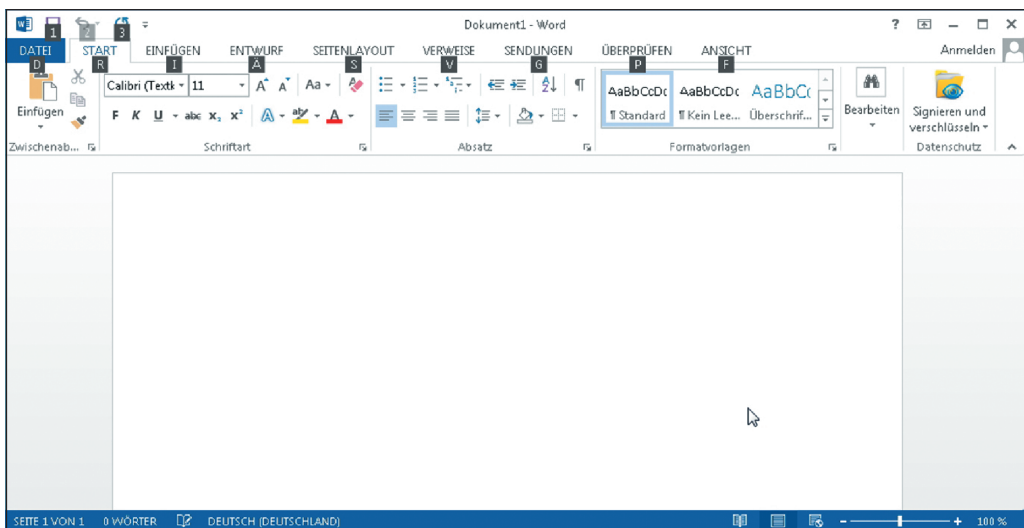 Dokument1 - Word
1 2 3
DATEI START EINFÜGEN ENTWURF SEITENLAYOUT VERWEISE SENDUNGEN ÜBERPRÜFEN ANSICHT Anmelden
D R I Ä S V G P F
Calibri (Textk 11 Aa
AaBbCcDc AaBbCcDc AaBbC
Einfügen
F K U abc x₂ x² A aby A
¶ Standard ¶ Kein Lee... Überschrif...
Bearbeiten
Signieren und
verschlüsseln
Zwischenab... Schriftart Absatz Formatvorlagen Datenschutz
SEITE 1 VON 1 0 WÖRTER DEUTSCH (DEUTSCHLAND) 100 %